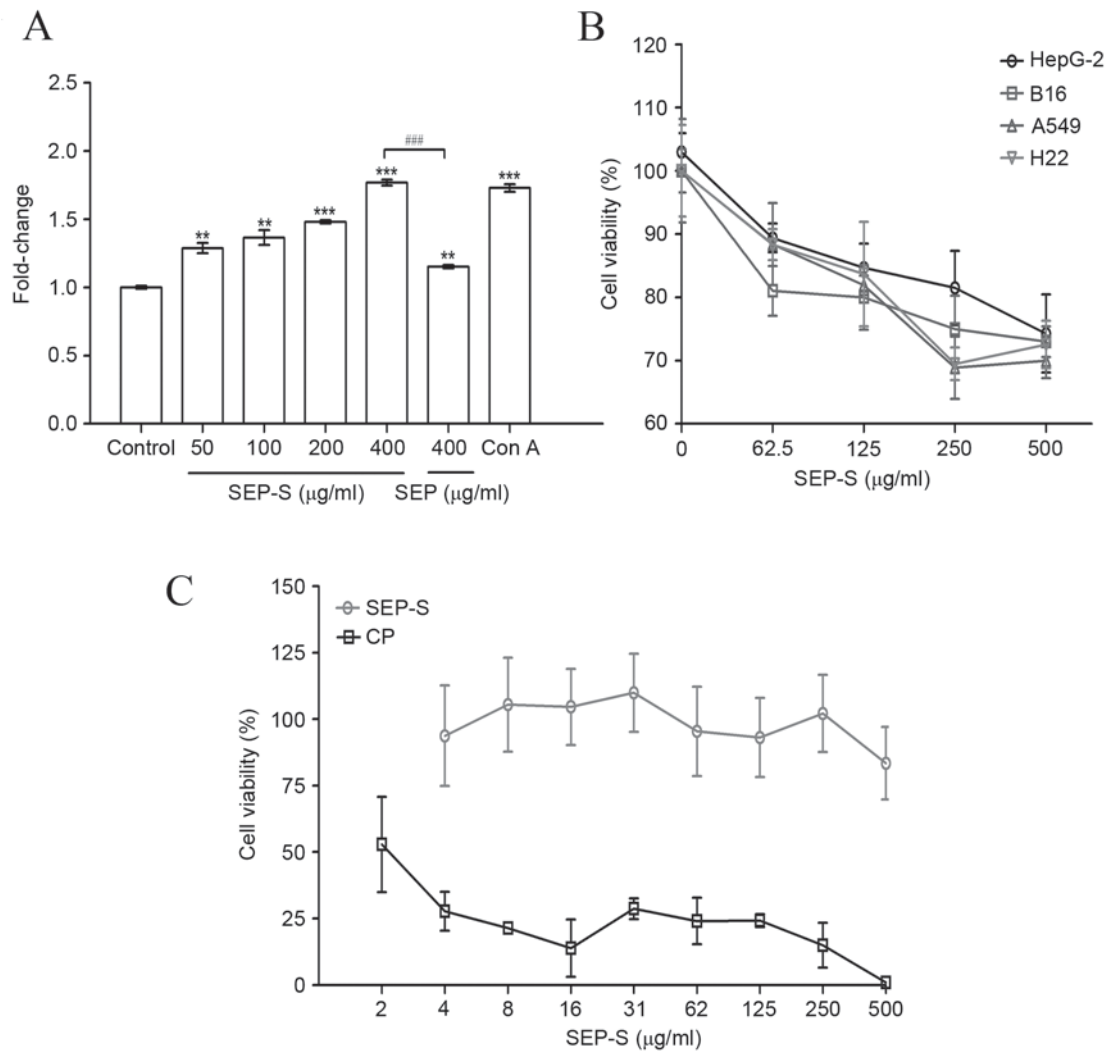 A
2.5
2.0
1.5
1.0
0.5
0.0
Fold-change
**
**
***
***
###
**
***
Control 50 100 200 400 400 Con A
SEP-S (μg/ml) SEP (μg/ml)
B
120
110
100
90
80
70
60
Cell viability (%)
HepG-2
B16
A549
H22
0 62.5 125 250 500
SEP-S (μg/ml)
C
150
125
100
75
50
25
0
Cell viability (%)
SEP-S
CP
2 4 8 16 31 62 125 250 500
SEP-S (μg/ml)